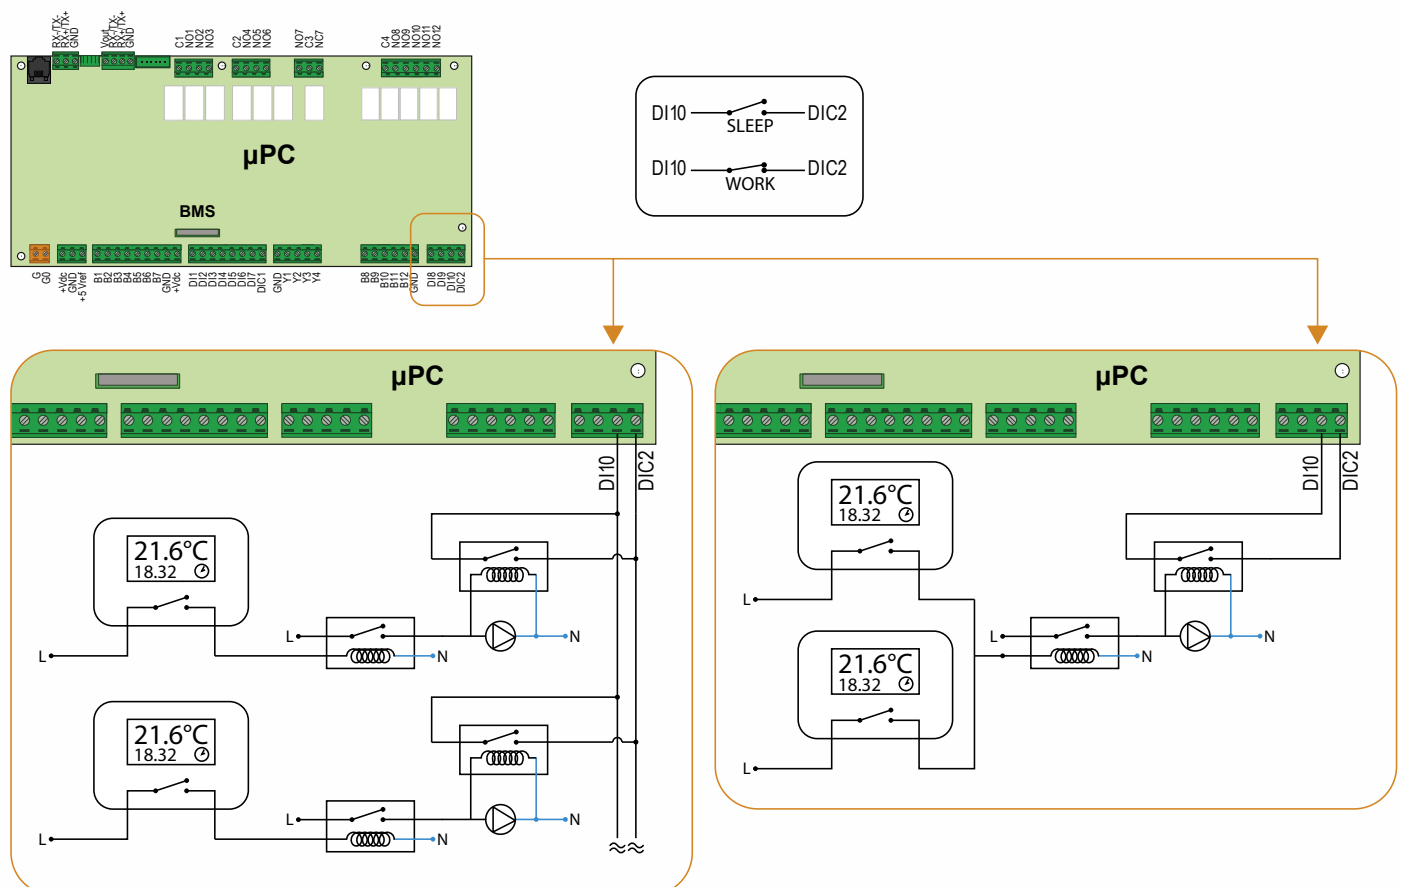 RX-/TX-
RX+/TX+
GND
Vout
RX-/TX-
RX+/TX+
GND
C1
NO1
NO2
NO3
C2
NO4
NO5
NO6
NO7
C3
NC7
C4
NO8
NO9
NO10
NO11
NO12
µPC
BMS
G
G0
+Vdc
GND
+5 Vref
B1
B2
B3
B4
B5
B6
B7
GND
+Vdc
DI1
DI2
DI3
DI4
DI5
DI6
DI7
DIC1
GND
Y1
Y2
Y3
Y4
B8
B9
B10
B11
B12
GND
DI8
DI9
DI10
DIC2
DI10 DIC2
SLEEP
DI10 DIC2
WORK
µPC
DI10
DIC2
21.6°C
18.32
L
L
N
N
21.6°C
18.32
L
L
N
N
µPC
DI10
DIC2
21.6°C
18.32
L
21.6°C
18.32
L
L
N
N